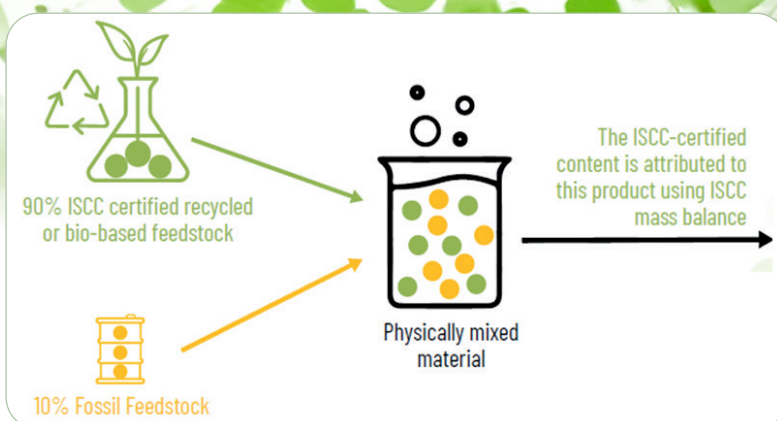 90% ISCC certified recycled
or bio-based feedstock
10% Fossil Feedstock
Physically mixed
material
The ISCC-certified
content is attributed to
this product using ISCC
mass balance